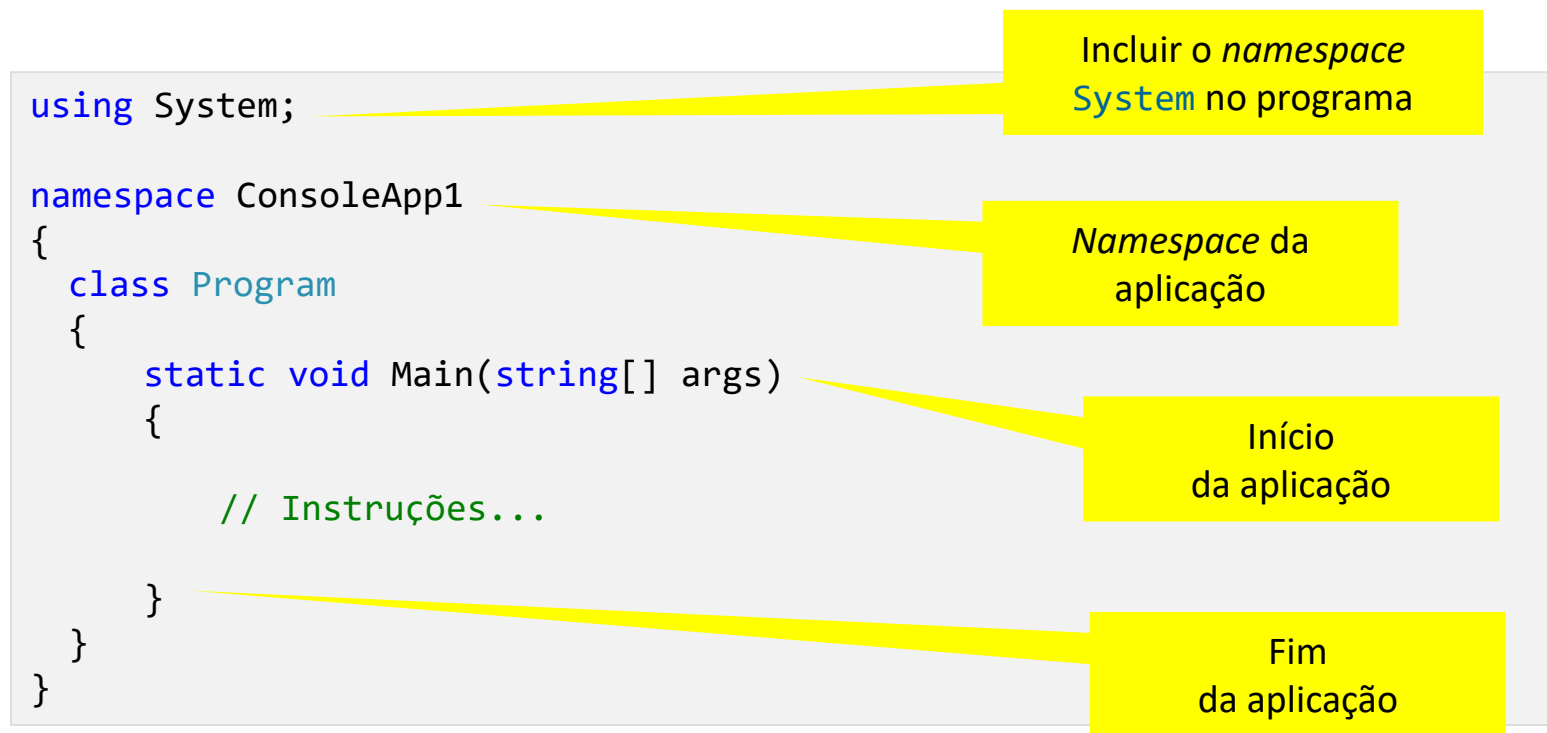 Incluir o namespace
System no programa
using System;
namespace ConsoleApp1
{
Namespace da
aplicação
class Program
{
static void Main(string[] args)
{
Início
da aplicação
// Instruções...
}
}
}
Fim
da aplicação